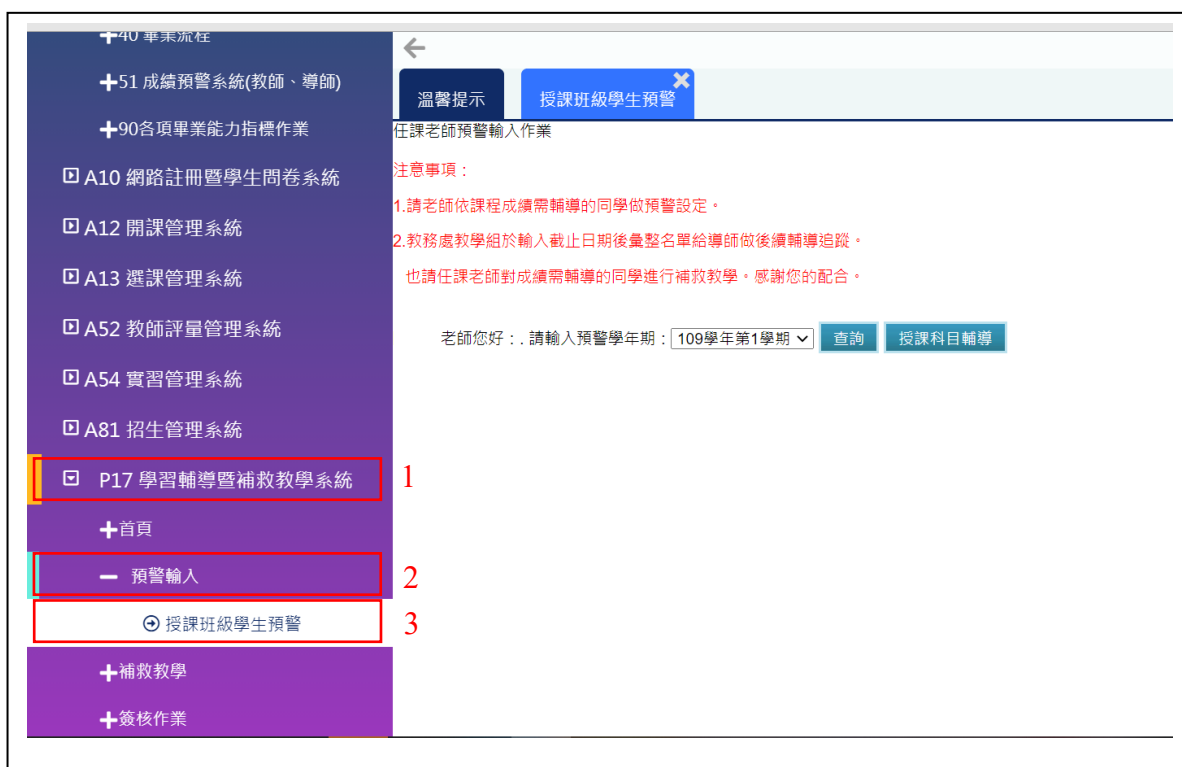 40 畢業流程
51 成績預警系統(教師、導師)
90各項畢業能力指標作業
A10 網路註冊暨學生問卷系統
A12 開課管理系統
A13 選課管理系統
A52 教師評量管理系統
A54 實習管理系統
A81 招生管理系統
P17 學習輔導暨補救教學系統
1
首頁
預警輸入
2
授課班級學生預警
3
補救教學
簽核作業
溫馨提示
授課班級學生預警
任課老師預警輸入作業
注意事項：
1.請老師依課程成績需輔導的同學做預警設定。
2.教務處教學組於輸入截止日期後彙整名單給導師做後續輔導追蹤。
也請任課老師對成績需輔導的同學進行補救教學。感謝您的配合。
老師您好：. 請輸入預警學年期：109學年第1學期 查詢 授課科目輔導